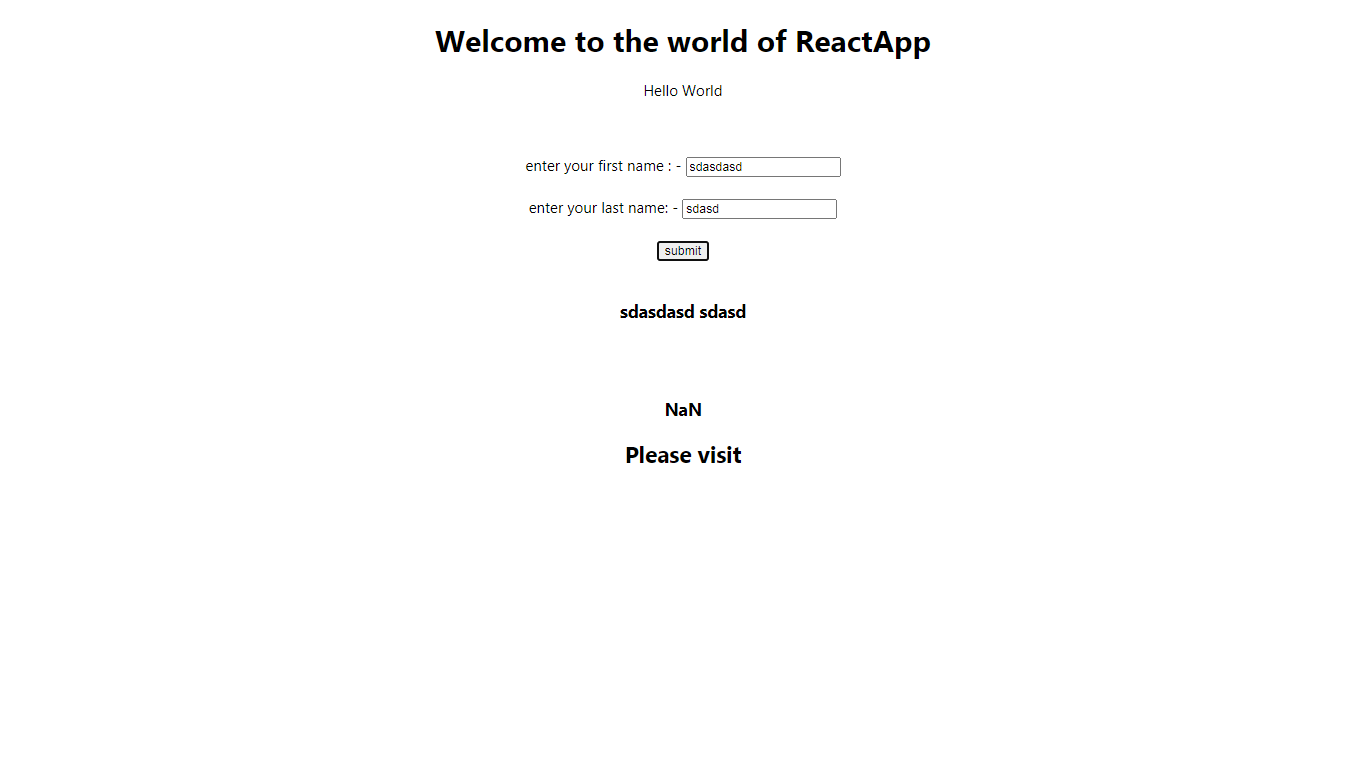 Welcome to the world of ReactApp
Hello World
enter your first name : - sdasdasd
enter your last name: - sdasd
submit
sdasdasd sdasd
NaN
Please visit